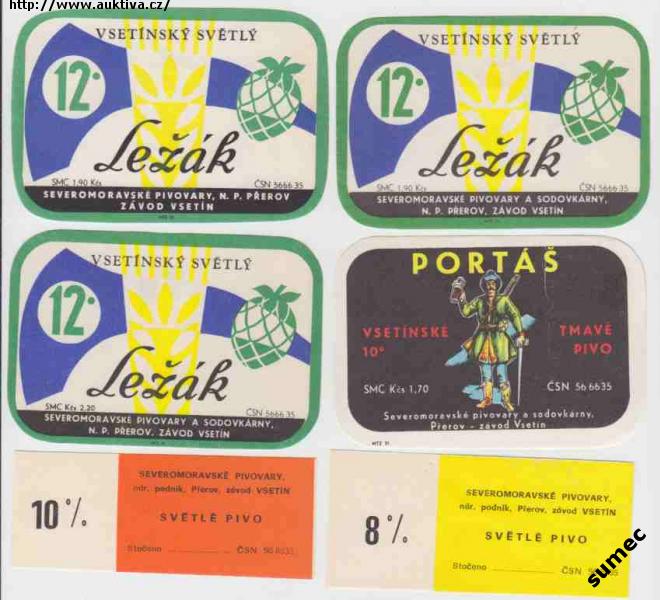 http://www.auktiva.cz/
VSETÍNSKÝ SVĚTLÝ
12°
Ležák
SMC 1,90 Kčs ČSN 5666 35
SEVEROMORAVSKÉ PIVOVARY, N. P. PŘEROV
ZÁVOD VSETÍN
VSETÍNSKÝ SVĚTLÝ
12°
Ležák
SMC 1,90 Kčs ČSN 5666 35
SEVEROMORAVSKÉ PIVOVARY A SODOVKÁRNY,
N. P. PŘEROV, ZÁVOD VSETÍN
VSETÍNSKÝ SVĚTLÝ
12°
Ležák
SMC Kčs 2,20 ČSN 5666 35
SEVEROMORAVSKÉ PIVOVARY A SODOVKÁRNY,
N. P. PŘEROV, ZÁVOD VSETÍN
PORTÁŠ
VSETÍNSKÉ
10°
TMAVÉ
PIVO
SMC Kčs 1,70 ČSN 56 6635
Severomoravské pivovary a sodovkárny,
Přerov - závod Vsetín
10%
SEVEROMORAVSKÉ PIVOVARY,
nár. podnik, Přerov, závod VSETÍN
SVĚTLÉ PIVO
Stočeno ČSN 56 6635
8%
SEVEROMORAVSKÉ PIVOVARY,
nár. podnik, Přerov, závod VSETÍN
SVĚTLÉ PIVO
Stočeno ČSN
sumec